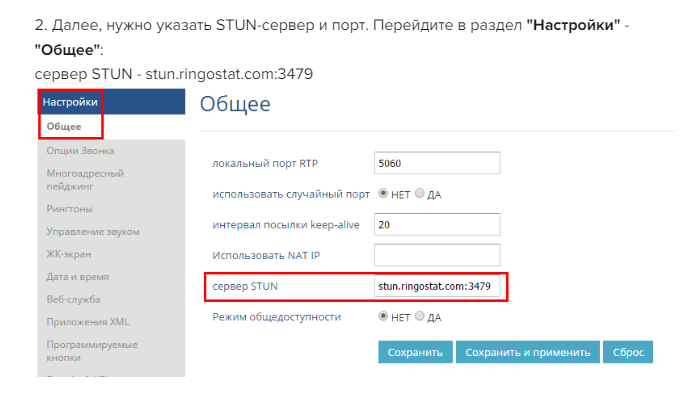 2. Далее, нужно указать STUN-сервер и порт. Перейдите в раздел "Настройки" -
"Общее":
сервер STUN - stun.ringostat.com:3479
Настройки
Общее
Опции Звонка
Многоадресный
пейджинг
Рингтоны
Управление звуком
ЖК-экран
Дата и время
Веб-служба
Приложения XML
Программируемые
кнопки
Общее
локальный порт RTP 5060
использовать случайный порт НЕТ ДА
интервал посылки keep-alive 20
Использовать NAT IP
сервер STUN stun.ringostat.com:3479
Режим общедоступности НЕТ ДА
Сохранить Сохранить и применить Сброс